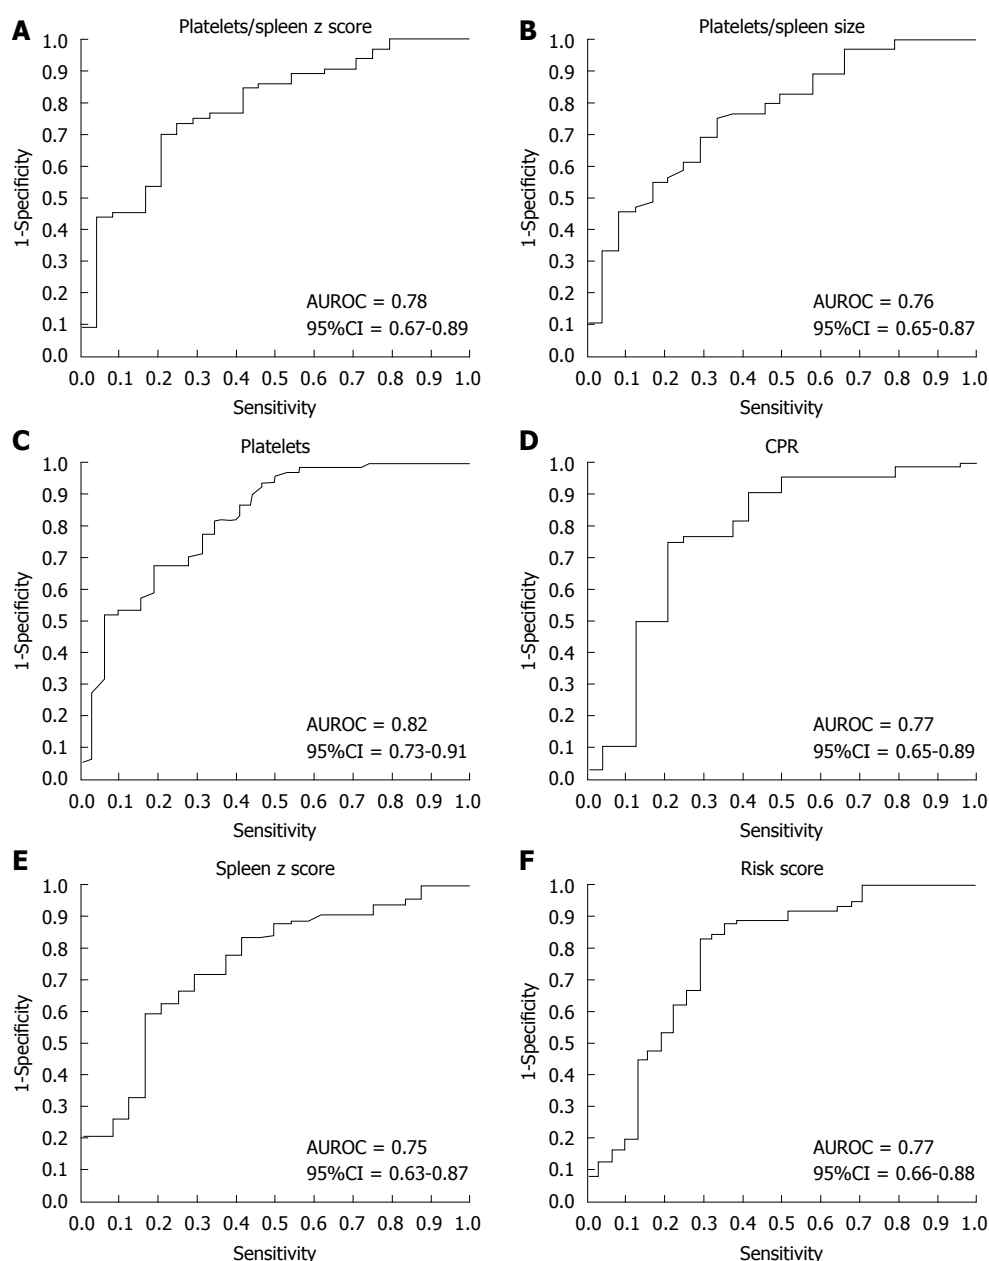 A
Platelets/spleen z score
1.0
0.9
0.8
0.7
0.6
0.5
0.4
0.3
0.2
0.1
0.0
1-Specificity
AUROC = 0.78
95%CI = 0.67-0.89
0.0 0.1 0.2 0.3 0.4 0.5 0.6 0.7 0.8 0.9 1.0
Sensitivity
B
Platelets/spleen size
1.0
0.9
0.8
0.7
0.6
0.5
0.4
0.3
0.2
0.1
0.0
1-Specificity
AUROC = 0.76
95%CI = 0.65-0.87
0.0 0.1 0.2 0.3 0.4 0.5 0.6 0.7 0.8 0.9 1.0
Sensitivity
C
Platelets
1.0
0.9
0.8
0.7
0.6
0.5
0.4
0.3
0.2
0.1
0.0
1-Specificity
AUROC = 0.82
95%CI = 0.73-0.91
0.0 0.1 0.2 0.3 0.4 0.5 0.6 0.7 0.8 0.9 1.0
Sensitivity
D
CPR
1.0
0.9
0.8
0.7
0.6
0.5
0.4
0.3
0.2
0.1
0.0
1-Specificity
AUROC = 0.77
95%CI = 0.65-0.89
0.0 0.1 0.2 0.3 0.4 0.5 0.6 0.7 0.8 0.9 1.0
Sensitivity
E
Spleen z score
1.0
0.9
0.8
0.7
0.6
0.5
0.4
0.3
0.2
0.1
0.0
1-Specificity
AUROC = 0.75
95%CI = 0.63-0.87
0.0 0.1 0.2 0.3 0.4 0.5 0.6 0.7 0.8 0.9 1.0
Sensitivity
F
Risk score
1.0
0.9
0.8
0.7
0.6
0.5
0.4
0.3
0.2
0.1
0.0
1-Specificity
AUROC = 0.77
95%CI = 0.66-0.88
0.0 0.1 0.2 0.3 0.4 0.5 0.6 0.7 0.8 0.9 1.0
Sensitivity